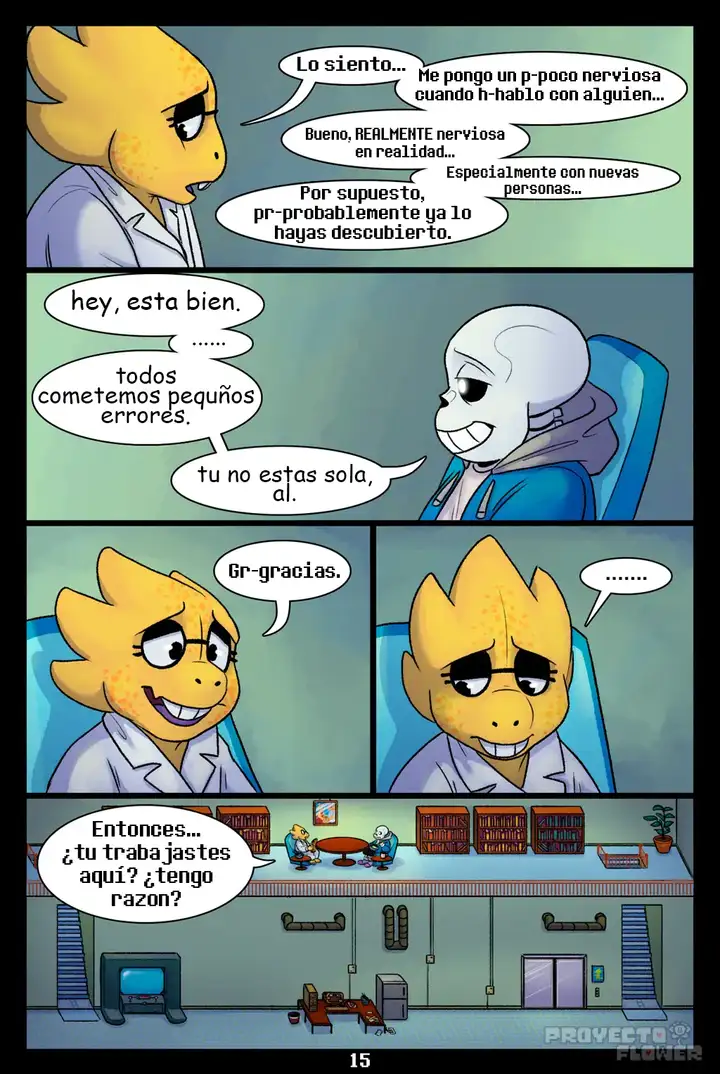 Lo siento...
Me pongo un p-poco nerviosa
cuando h-hablo con alguien...
Bueno, REALMENTE nerviosa
en realidad...
Especialmente con nuevas
personas...
Por supuesto,
pr-probablemente ya lo
hayas descubierto.
hey, esta bien.
......
todos
cometemos pequños
errores.
tu no estas sola,
al.
Gr-gracias.
.......
Entonces...
¿tu trabajastes
aquí? ¿tengo
razon?
PROYECTO
FLOWER
15